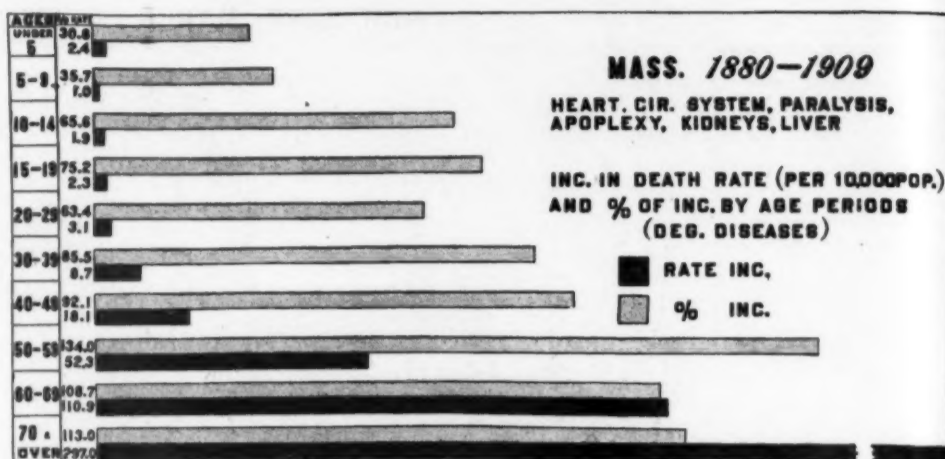 AGES % RATE
UNDER 30.8
5 2.4
5-9 35.7
1.0
10-14 65.6
1.9
15-19 75.2
2.3
20-29 63.4
3.1
30-39 85.5
8.7
40-49 92.1
18.1
50-59 134.0
52.3
60-69 108.7
110.9
70 & 113.0
OVER 297.0
MASS. 1880-1909
HEART. CIR. SYSTEM, PARALYSIS,
APOPLEXY, KIDNEYS, LIVER
INC. IN DEATH RATE (PER 10,000 POP.)
AND % OF INC. BY AGE PERIODS
(DEG. DISEASES)
RATE INC,
% INC.